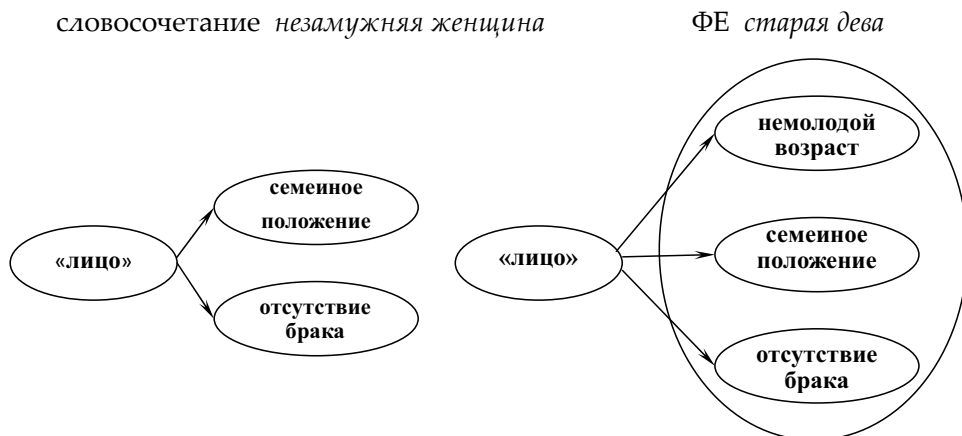 словосочетание незамужняя женщина
ФЕ старая дева
«лицо»
семеиное
положение
отсутствие
брака
«лицо»
немолодой
возраст
семеиное
положение
отсутствие
брака